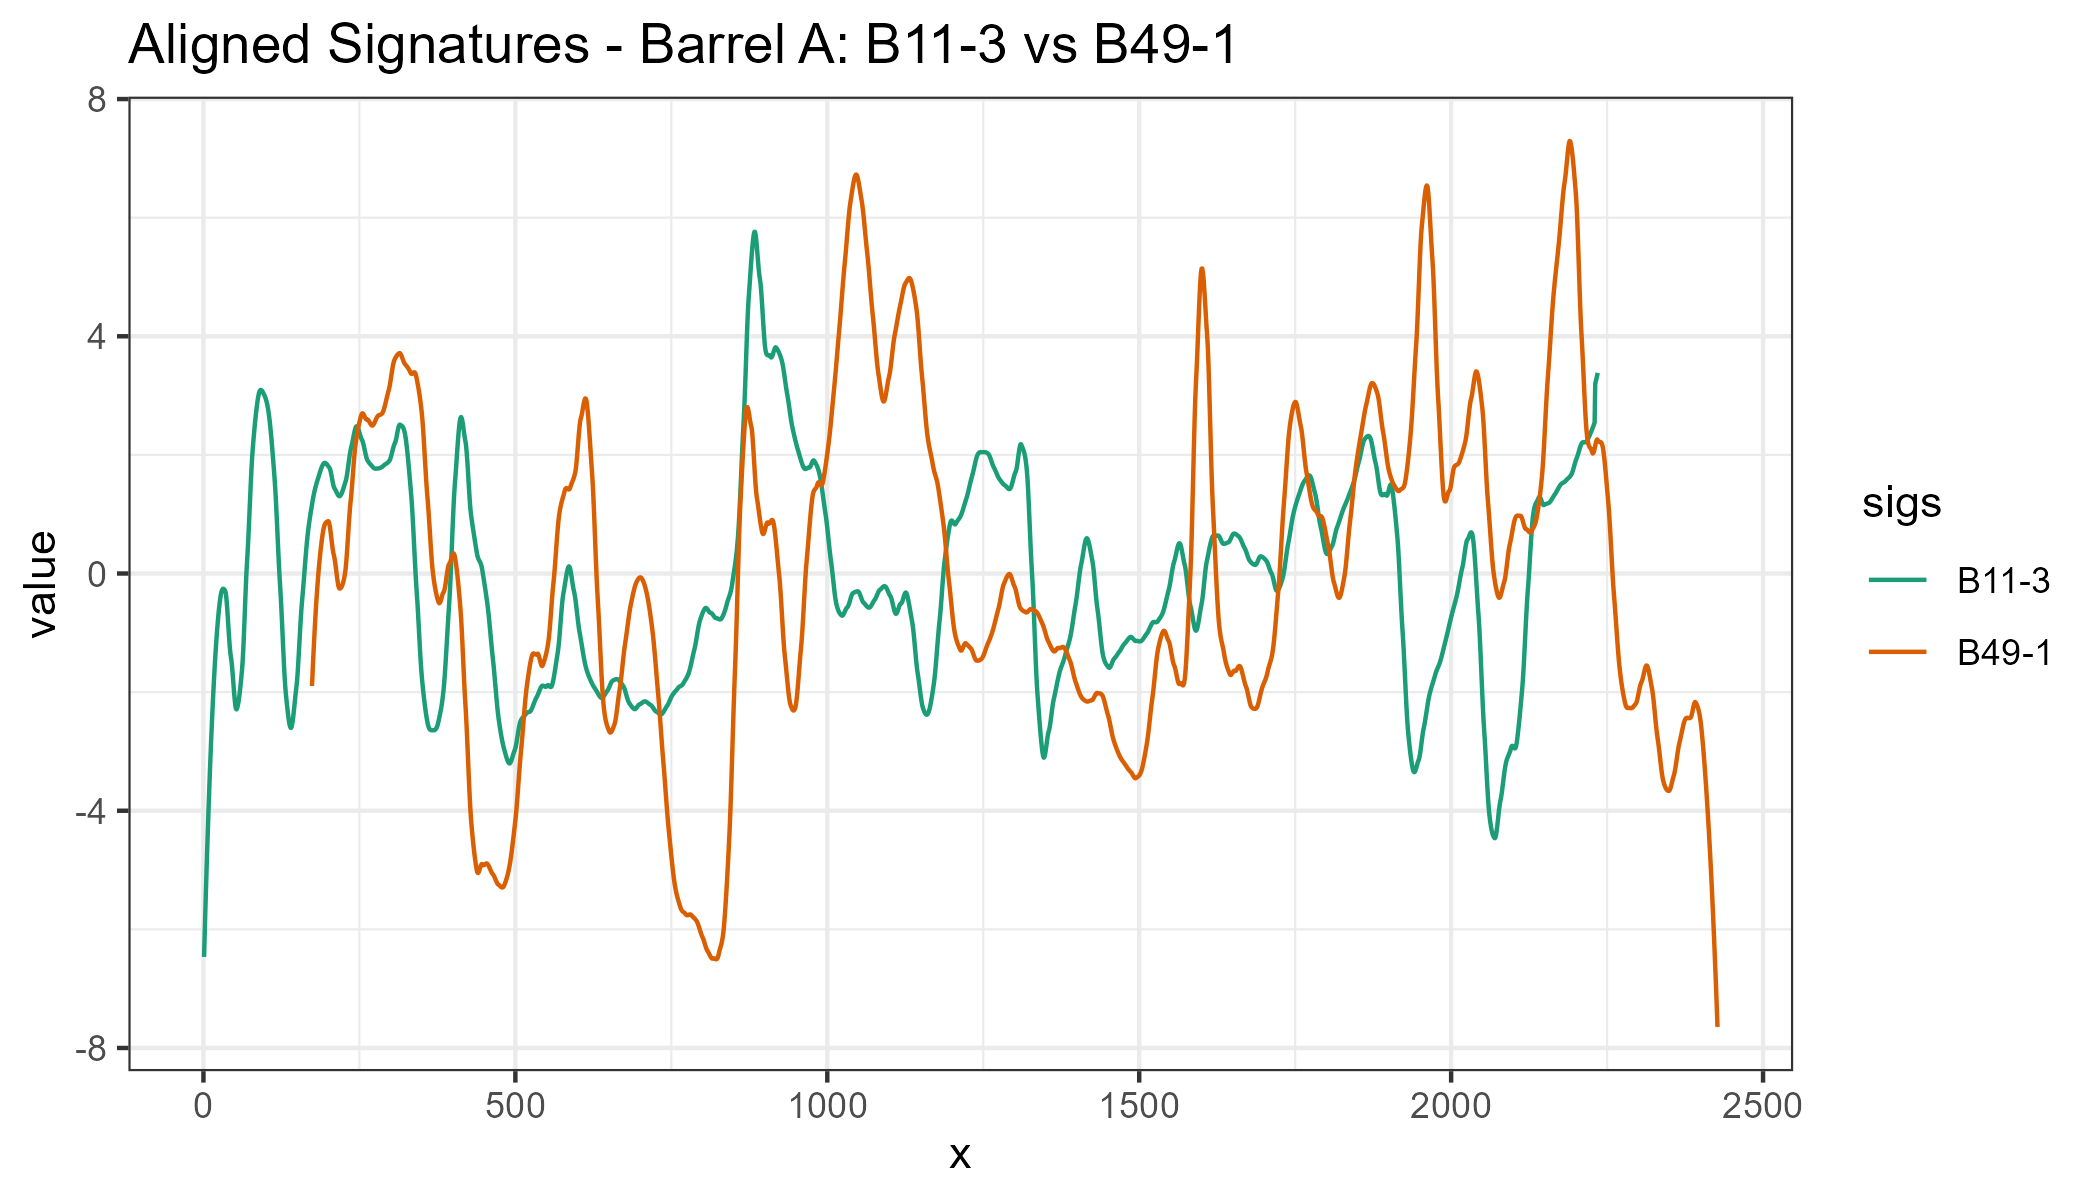 Aligned Signatures - Barrel A: B11-3 vs B49-1
8
4
0
-4
-8
value
0 500 1000 1500 2000 2500
x
sigs
B11-3
B49-1